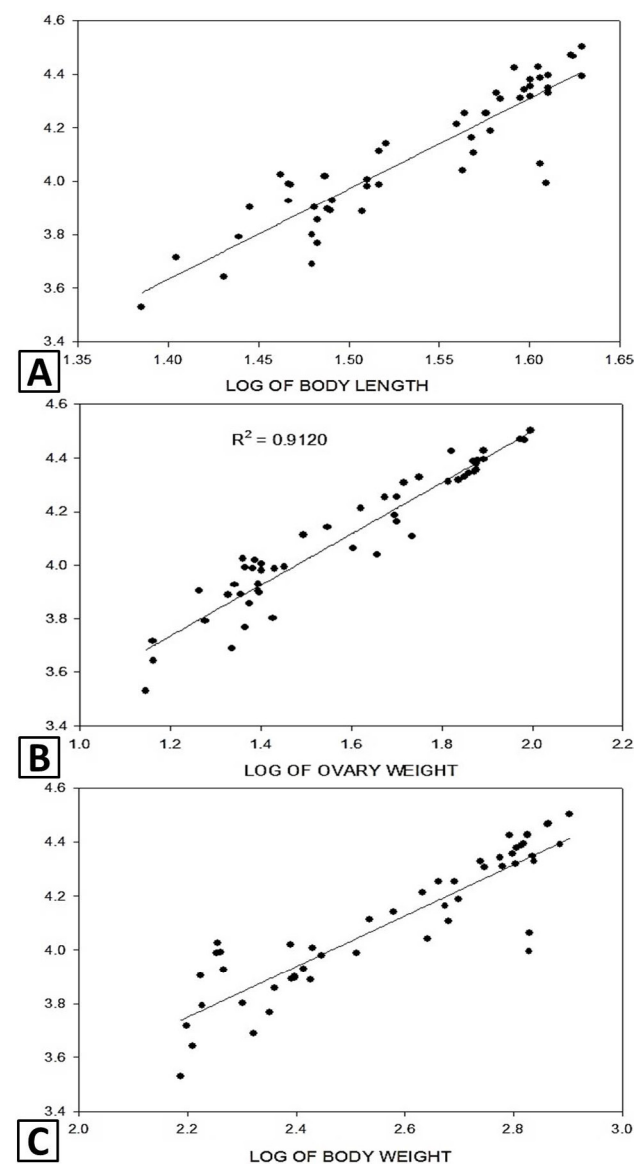 4.6
4.4
4.2
4.0
3.8
3.6
3.4
1.35 1.40 1.45 1.50 1.55 1.60 1.65
A
LOG OF BODY LENGTH
4.6
R² = 0.9120
4.4
4.2
4.0
3.8
3.6
3.4
1.0 1.2 1.4 1.6 1.8 2.0 2.2
B
LOG OF OVARY WEIGHT
4.6
4.4
4.2
4.0
3.8
3.6
3.4
2.0 2.2 2.4 2.6 2.8 3.0
C
LOG OF BODY WEIGHT